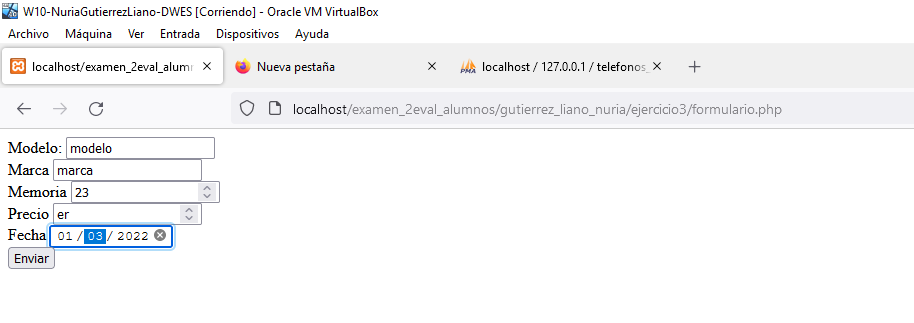 W10-NuriaGutierrezLiano-DWES [Corriendo] - Oracle VM VirtualBox
Archivo Máquina Ver Entrada Dispositivos Ayuda
localhost/examen_2eval_alumn Nueva pestaña localhost / 127.0.0.1 / telefonos_
localhost/examen_2eval_alumnos/gutierrez_liano_nuria/ejercicio3/formulario.php
Modelo: modelo
Marca marca
Memoria 23
Precio er
Fecha 01 / 03 / 2022
Enviar